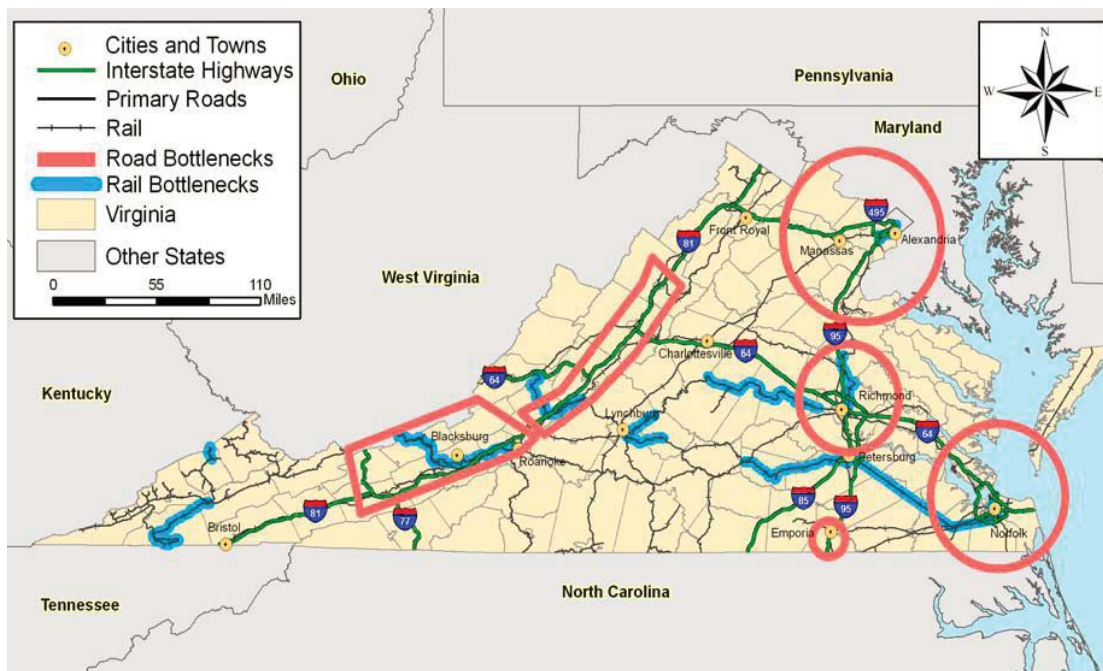 Cities and Towns
Interstate Highways
Primary Roads
Rail
Road Bottlenecks
Rail Bottlenecks
Virginia
Other States
0 55 110
Miles
N
W E
S
Ohio
Pennsylvania
Maryland
495
Front Royal
Manassas
Alexandria
81
West Virginia
95
Charlottesville
64
64
Kentucky
Richmond
Lynchburg
64
Blacksburg
Roanoke
Petersburg
85
95
81
77
Bristol
Emporia
Norfolk
North Carolina
Tennessee